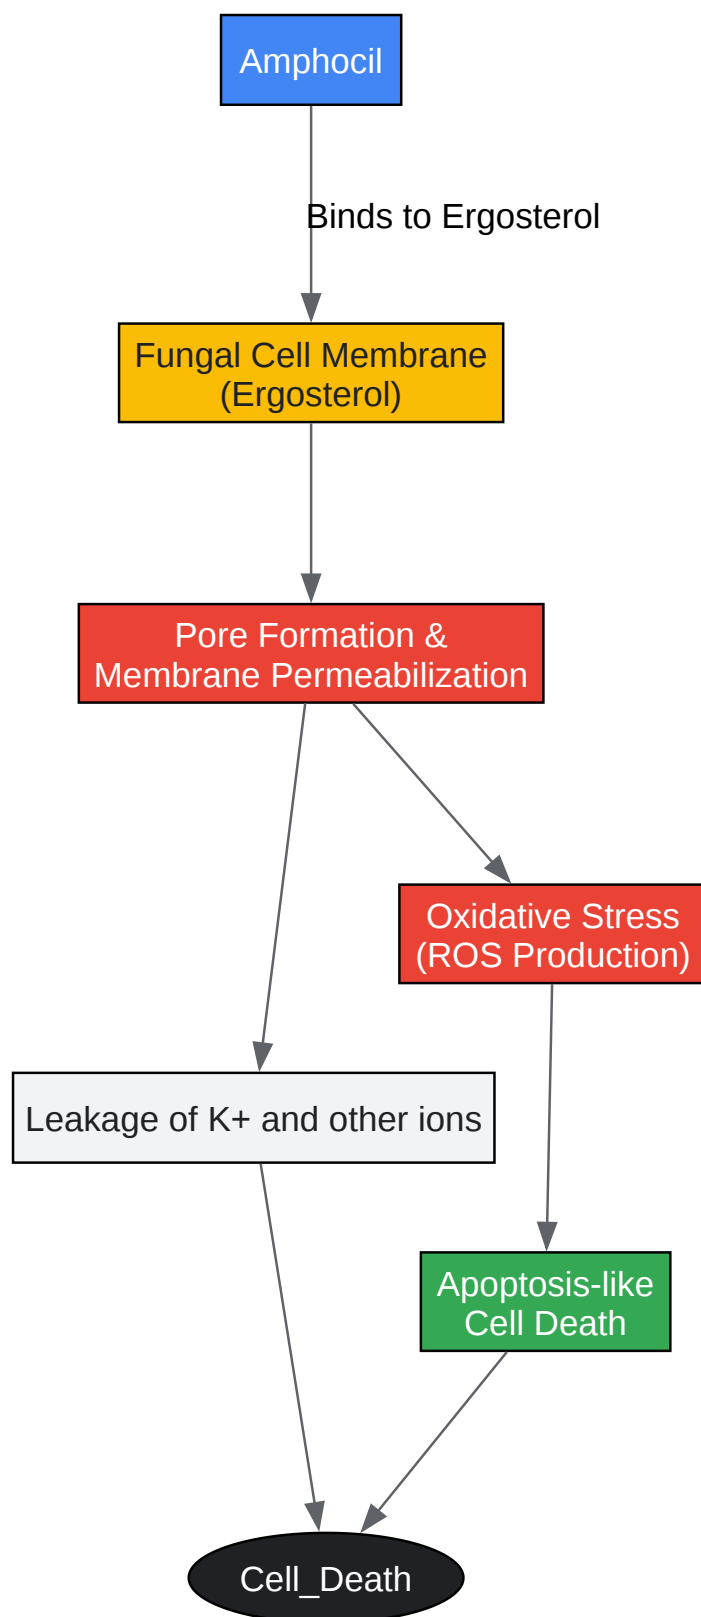 Amphocil
Binds to Ergosterol
Fungal Cell Membrane
(Ergosterol)
Pore Formation &
Membrane Permeabilization
Oxidative Stress
(ROS Production)
Leakage of K+ and other ions
Apoptosis-like
Cell Death
Cell_Death